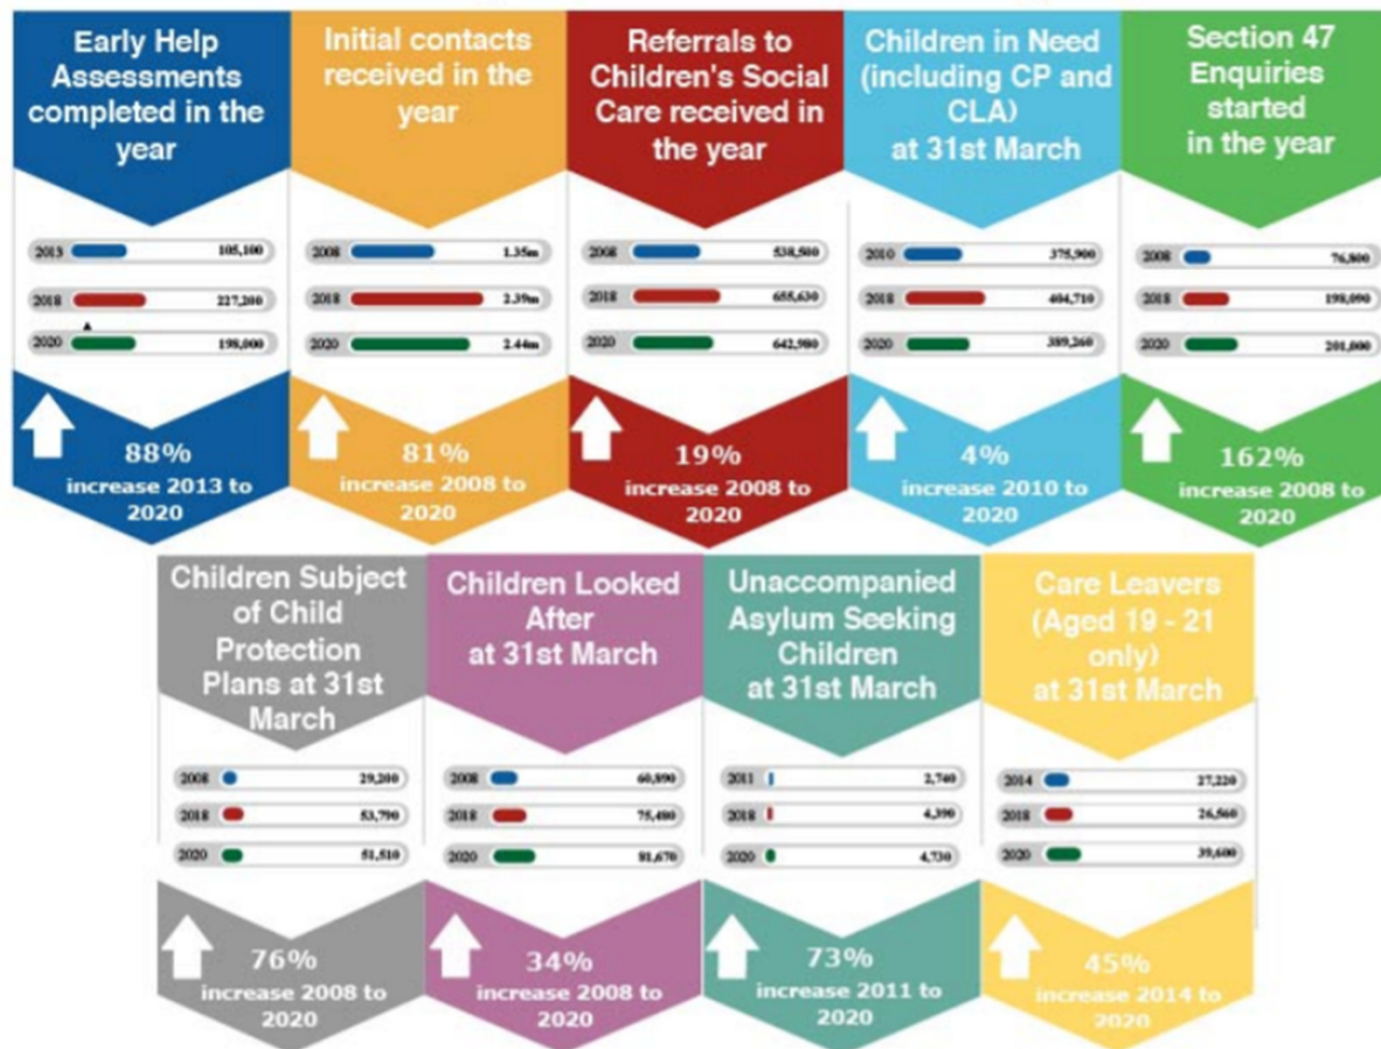 Early Help
Assessments
completed in the
year
2013 105,100
2018 227,200
2020 198,000
88%
increase 2013 to
2020
Initial contacts
received in the
year
2008 1.35m
2018 2.39m
2020 2.44m
81%
increase 2008 to
2020
Referrals to
Children's Social
Care received in
the year
2008 538,500
2018 655,630
2020 642,980
19%
increase 2008 to
2020
Children in Need
(including CP and
CLA)
at 31st March
2010 375,900
2018 404,710
2020 389,260
4%
increase 2010 to
2020
Section 47
Enquiries
started
in the year
2008 76,800
2018 198,090
2020 201,000
162%
increase 2008 to
2020
Children Subject
of Child
Protection
Plans at 31st
March
2008 29,200
2018 53,790
2020 51,510
76%
increase 2008 to
2020
Children Looked
After
at 31st March
2008 60,890
2018 75,480
2020 81,670
34%
increase 2008 to
2020
Unaccompanied
Asylum Seeking
Children
at 31st March
2011 2,740
2018 4,390
2020 4,730
73%
increase 2011 to
2020
Care Leavers
(Aged 19 - 21
only)
at 31st March
2014 27,220
2018 26,560
2020 39,600
45%
increase 2014 to
2020